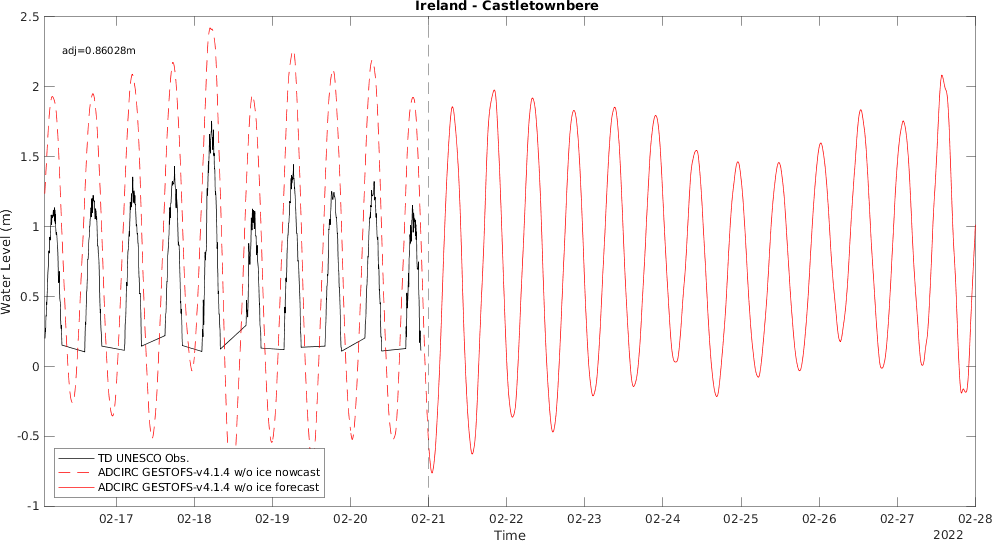 Ireland - Castletownbere
2.5
2
1.5
1
0.5
0
-0.5
-1
Water Level (m)
adj=0.86028m
TD UNESCO Obs.
ADCIRC GESTOFS-v4.1.4 w/o ice nowcast
ADCIRC GESTOFS-v4.1.4 w/o ice forecast
02-17 02-18 02-19 02-20 02-21 02-22 02-23 02-24 02-25 02-26 02-27 02-28
Time
2022